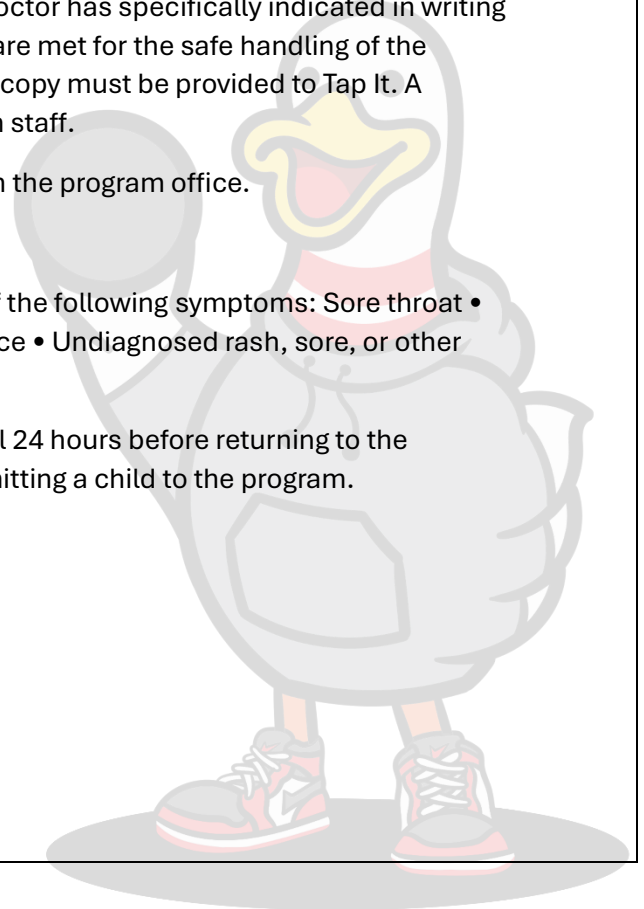 octor has specifically indicated in writing
are met for the safe handling of the
copy must be provided to Tap It. A
n staff.
n the program office.
f the following symptoms: Sore throat •
ce • Undiagnosed rash, sore, or other
l 24 hours before returning to the
nitting a child to the program.